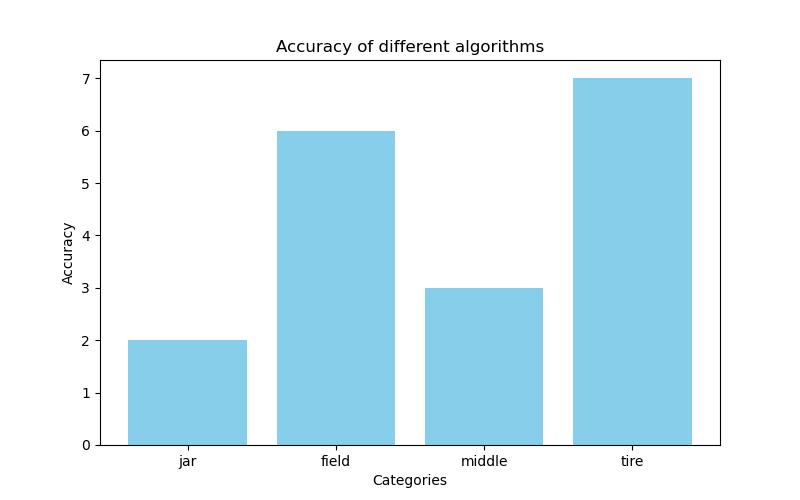 Accuracy of different algorithms
Accuracy
7
6
5
4
3
2
1
0
jar field middle tire
Categories